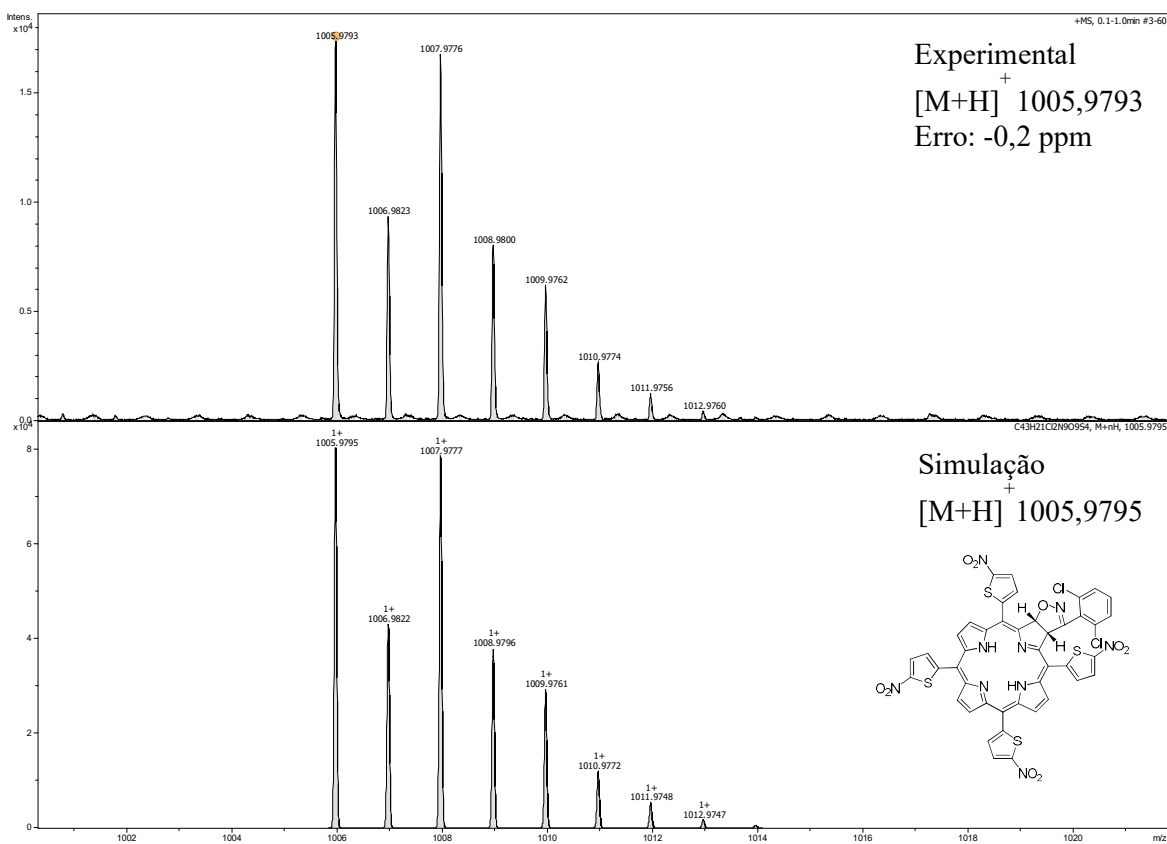 Intens.
x10⁴
+MS, 0.1-1.0min #3-60
1005.9793
1007.9776
Experimental
[M+H]⁺ 1005,9793
Erro: -0,2 ppm
1.5
1.0
1006.9823
1008.9800
1009.9762
0.5
1010.9774
1011.9756
1012.9760
0.0
x10⁴
C43H21Cl2N9O9S4, M+nH, 1005.9795
1+
1005.9795
1+
1007.9777
Simulação
[M+H]⁺ 1005,9795
8
6
1+
1006.9822
1+
1008.9796
4
1+
1009.9761
2
1+
1010.9772
1+
1011.9748
1+
1012.9747
0
O₂N
S
Cl
H
O
N
NH
N
H
Cl
S
NO₂
O₂N
S
N
HN
S
NO₂
1002
1004
1006
1008
1010
1012
1014
1016
1018
1020
m/z